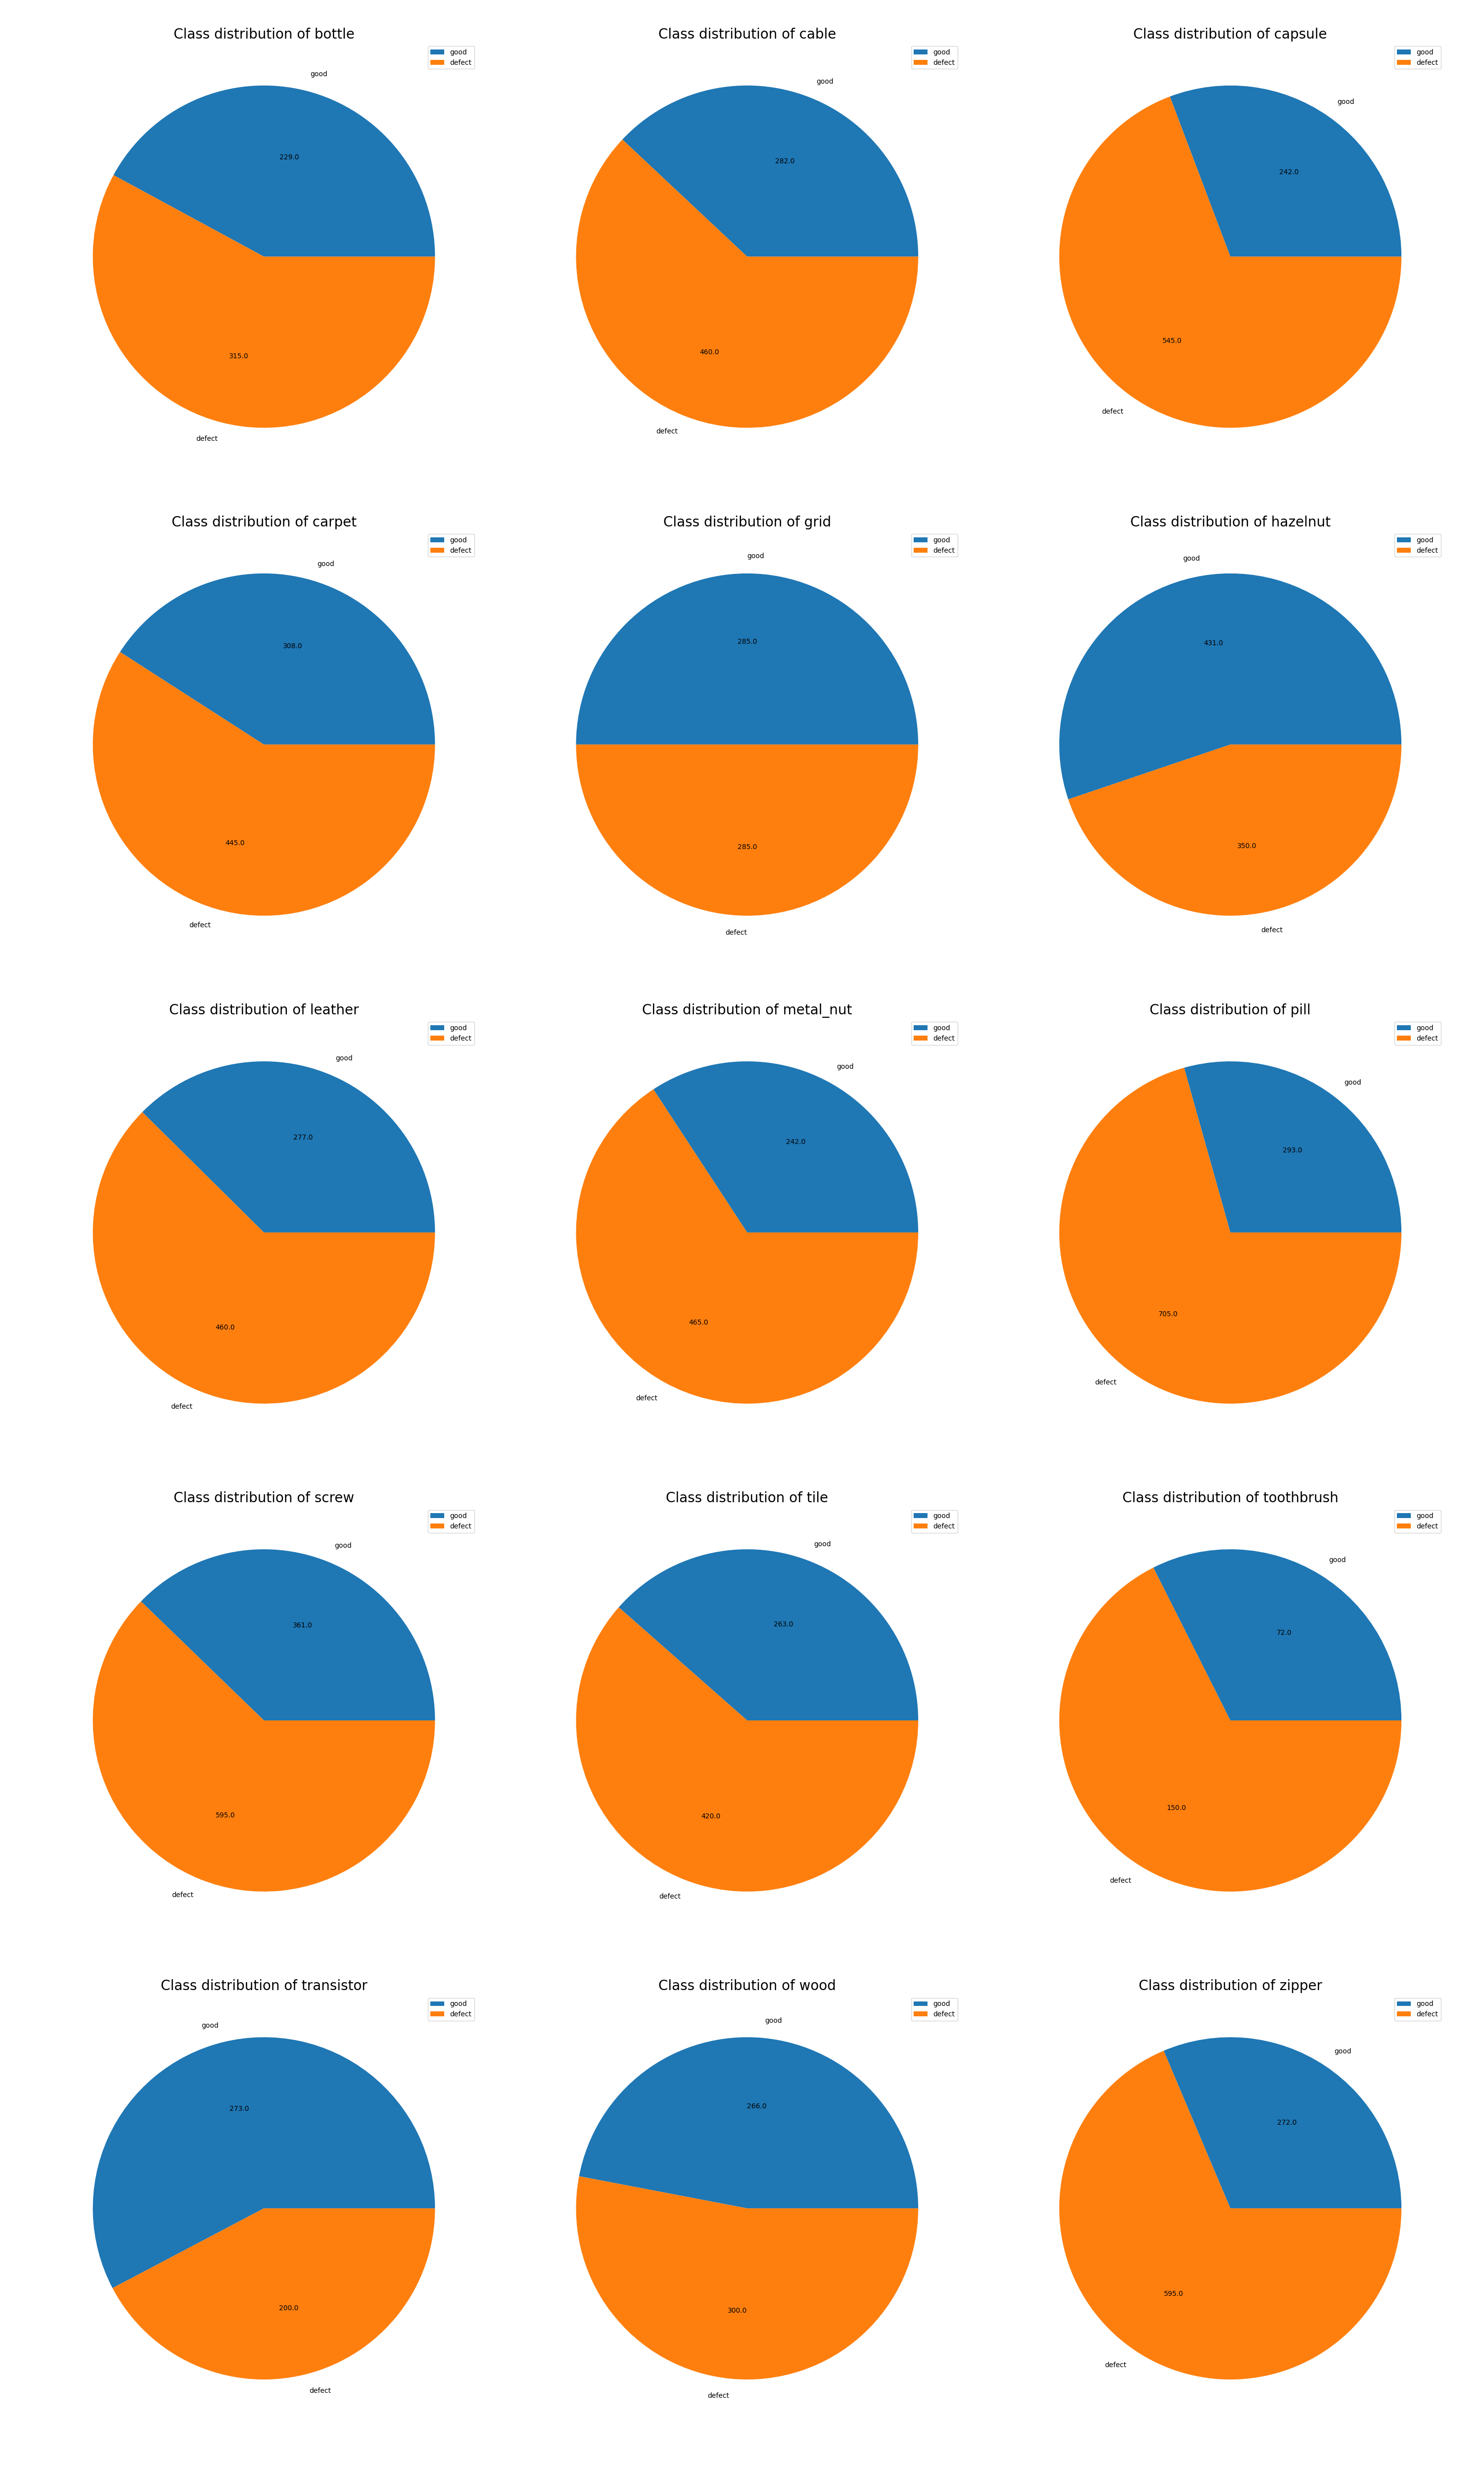 Class distribution of bottle
good
defect
good
229.0
315.0
defect
Class distribution of cable
good
defect
good
282.0
460.0
defect
Class distribution of capsule
good
defect
good
242.0
545.0
defect
Class distribution of carpet
good
defect
good
308.0
445.0
defect
Class distribution of grid
good
defect
good
285.0
285.0
defect
Class distribution of hazelnut
good
defect
good
431.0
350.0
defect
Class distribution of leather
good
defect
good
277.0
460.0
defect
Class distribution of metal_nut
good
defect
good
242.0
465.0
defect
Class distribution of pill
good
defect
good
293.0
705.0
defect
Class distribution of screw
good
defect
good
361.0
595.0
defect
Class distribution of tile
good
defect
good
263.0
420.0
defect
Class distribution of toothbrush
good
defect
good
72.0
150.0
defect
Class distribution of transistor
good
defect
good
273.0
200.0
defect
Class distribution of wood
good
defect
good
266.0
300.0
defect
Class distribution of zipper
good
defect
good
272.0
595.0
defect